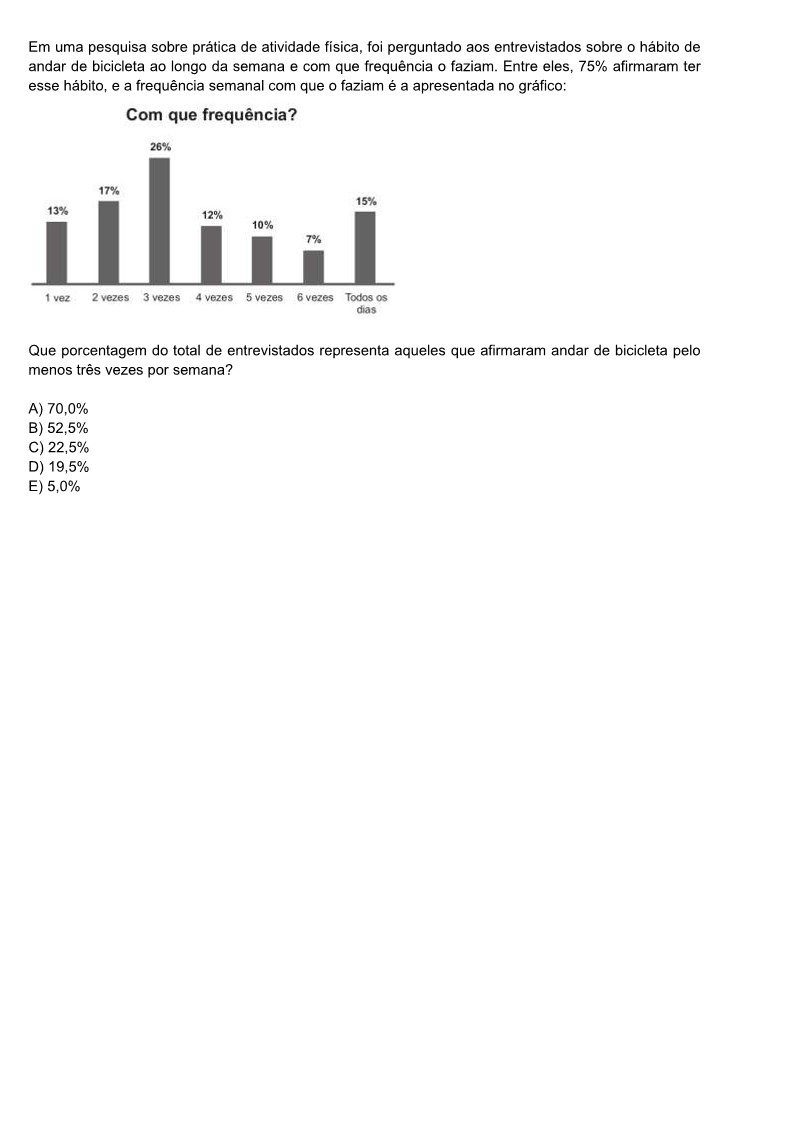 Em uma pesquisa sobre prática de atividade física, foi perguntado aos entrevistados sobre o hábito de
andar de bicicleta ao longo da semana e com que frequência o faziam. Entre eles, 75% afirmaram ter
esse hábito, e a frequência semanal com que o faziam é a apresentada no gráfico:
Com que frequência?
13%
17%
26%
12%
10%
7%
15%
1 vez
2 vezes
3 vezes
4 vezes
5 vezes
6 vezes
Todos os
dias
Que porcentagem do total de entrevistados representa aqueles que afirmaram andar de bicicleta pelo
menos três vezes por semana?
A) 70,0%
B) 52,5%
C) 22,5%
D) 19,5%
E) 5,0%